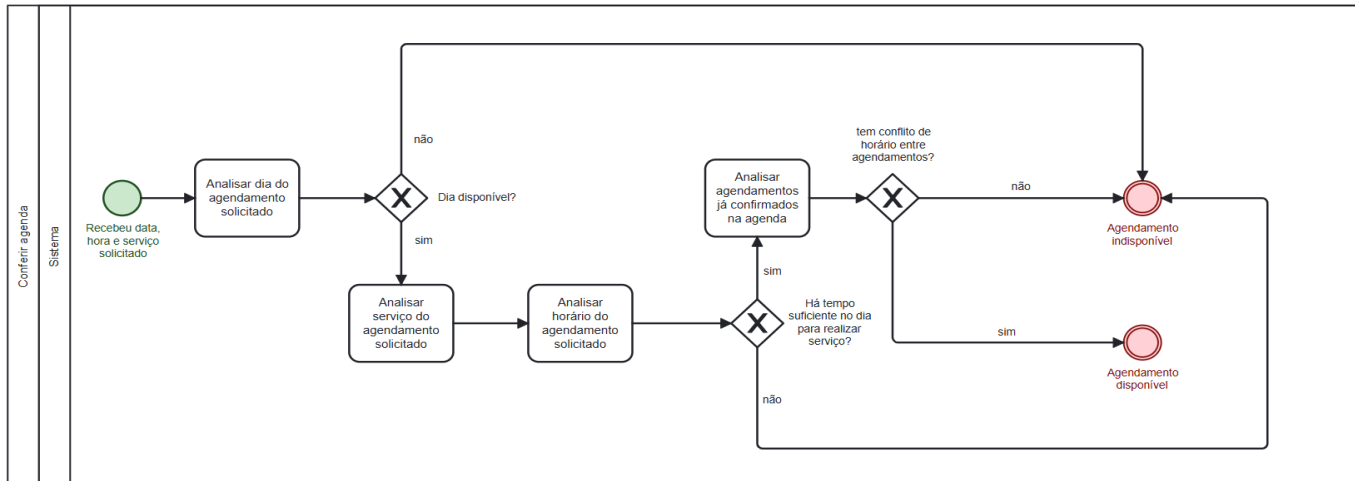 Conferir agenda
Sistema
Recebeu data,
hora e serviço
solicitado
Analisar dia do
agendamento
solicitado
não
Dia disponível?
sim
Analisar
serviço do
agendamento
solicitado
Analisar
horário do
agendamento
solicitado
Há tempo
suficiente no dia
para realizar
serviço?
sim
não
Analisar
agendamentos
já confirmados
na agenda
tem conflito de
horário entre
agendamentos?
não
sim
Agendamento
indisponível
Agendamento
disponível